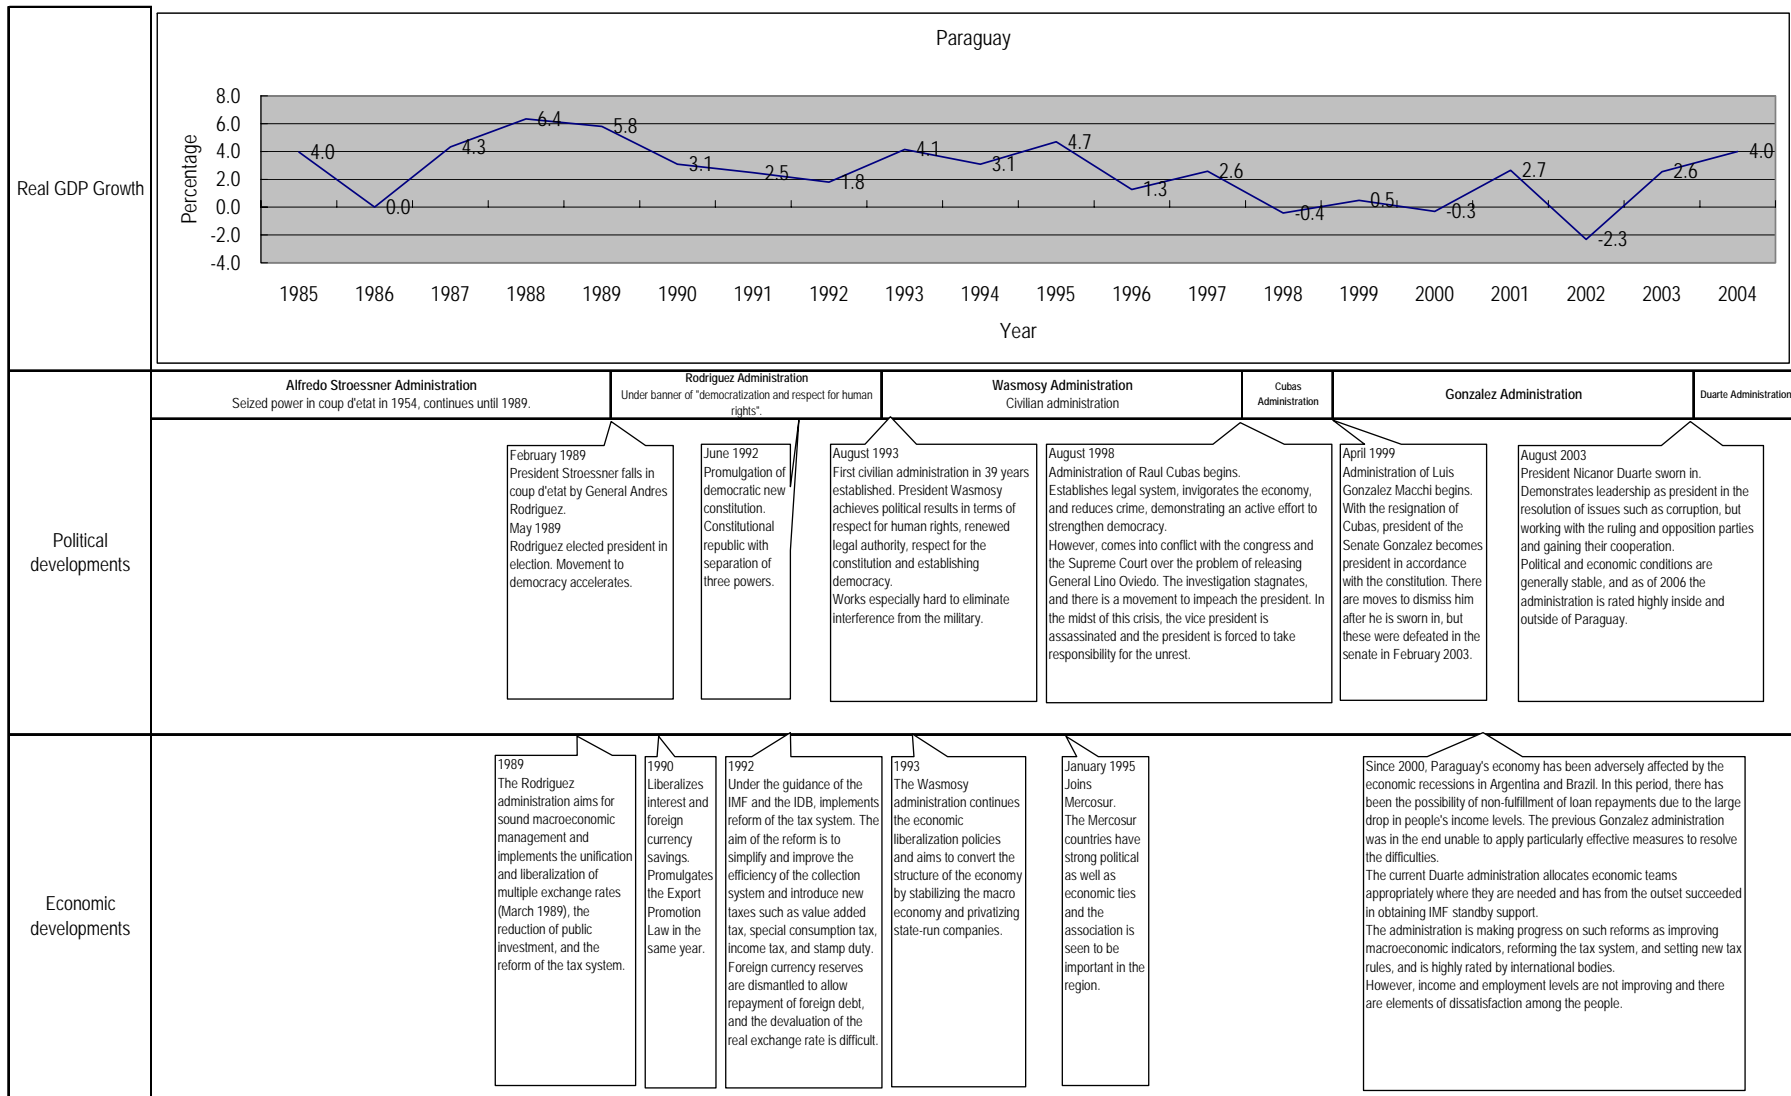 Real GDP Growth
Paraguay
Percentage
8.0
6.0
4.0
2.0
0.0
-2.0
-4.0
4.0
0.0
4.3
6.4
5.8
3.1
2.5
1.8
4.1
3.1
4.7
1.3
2.6
-0.4
0.5
-0.3
2.7
-2.3
2.6
4.0
1985 1986 1987 1988 1989 1990 1991 1992 1993 1994 1995 1996 1997 1998 1999 2000 2001 2002 2003 2004
Year
Political
developments
Alfredo Stroessner Administration
Seized power in coup d'etat in 1954, continues until 1989.
Rodriguez Administration
Under banner of "democratization and respect for human
rights".
Wasmosy Administration
Civilian administration
Cubas
Administration
Gonzalez Administration
Duarte Administration
February 1989
President Stroessner falls in
coup d'etat by General Andres
Rodriguez.
May 1989
Rodriguez elected president in
election. Movement to
democracy accelerates.
June 1992
Promulgation of
democratic new
constitution.
Constitutional
republic with
separation of
three powers.
August 1993
First civilian administration in 39 years
established. President Wasmosy
achieves political results in terms of
respect for human rights, renewed
legal authority, respect for the
constitution and establishing
democracy.
Works especially hard to eliminate
interference from the military.
August 1998
Administration of Raul Cubas begins.
Establishes legal system, invigorates the economy,
and reduces crime, demonstrating an active effort to
strengthen democracy.
However, comes into conflict with the congress and
the Supreme Court over the problem of releasing
General Lino Oviedo. The investigation stagnates,
and there is a movement to impeach the president. In
the midst of this crisis, the vice president is
assassinated and the president is forced to take
responsibility for the unrest.
April 1999
Administration of Luis
Gonzalez Macchi begins.
With the resignation of
Cubas, president of the
Senate Gonzalez becomes
president in accordance
with the constitution. There
are moves to dismiss him
after he is sworn in, but
these were defeated in the
senate in February 2003.
August 2003
President Nicanor Duarte sworn in.
Demonstrates leadership as president in the
resolution of issues such as corruption, but
working with the ruling and opposition parties
and gaining their cooperation.
Political and economic conditions are
generally stable, and as of 2006 the
administration is rated highly inside and
outside of Paraguay.
Economic
developments
1989
The Rodriguez
administration aims for
sound macroeconomic
management and
implements the unification
and liberalization of
multiple exchange rates
(March 1989), the
reduction of public
investment, and the
reform of the tax system.
1990
Liberalizes
interest and
foreign
currency
savings.
Promulgates
the Export
Promotion
Law in the
same year.
1992
Under the guidance of the
IMF and the IDB, implements
reform of the tax system. The
aim of the reform is to
simplify and improve the
efficiency of the collection
system and introduce new
taxes such as value added
tax, special consumption tax,
income tax, and stamp duty.
Foreign currency reserves
are dismantled to allow
repayment of foreign debt,
and the devaluation of the
real exchange rate is difficult.
1993
The Wasmosy
administration continues
the economic
liberalization policies
and aims to convert the
structure of the economy
by stabilizing the macro
economy and privatizing
state-run companies.
January 1995
Joins
Mercosur.
The Mercosur
countries have
strong political
as well as
economic ties
and the
association is
seen to be
important in the
region.
Since 2000, Paraguay's economy has been adversely affected by the
economic recessions in Argentina and Brazil. In this period, there has
been the possibility of non-fulfillment of loan repayments due to the large
drop in people's income levels. The previous Gonzalez administration
was in the end unable to apply particularly effective measures to resolve
the difficulties.
The current Duarte administration allocates economic teams
appropriately where they are needed and has from the outset succeeded
in obtaining IMF standby support.
The administration is making progress on such reforms as improving
macroeconomic indicators, reforming the tax system, and setting new tax
rules, and is highly rated by international bodies.
However, income and employment levels are not improving and there
are elements of dissatisfaction among the people.